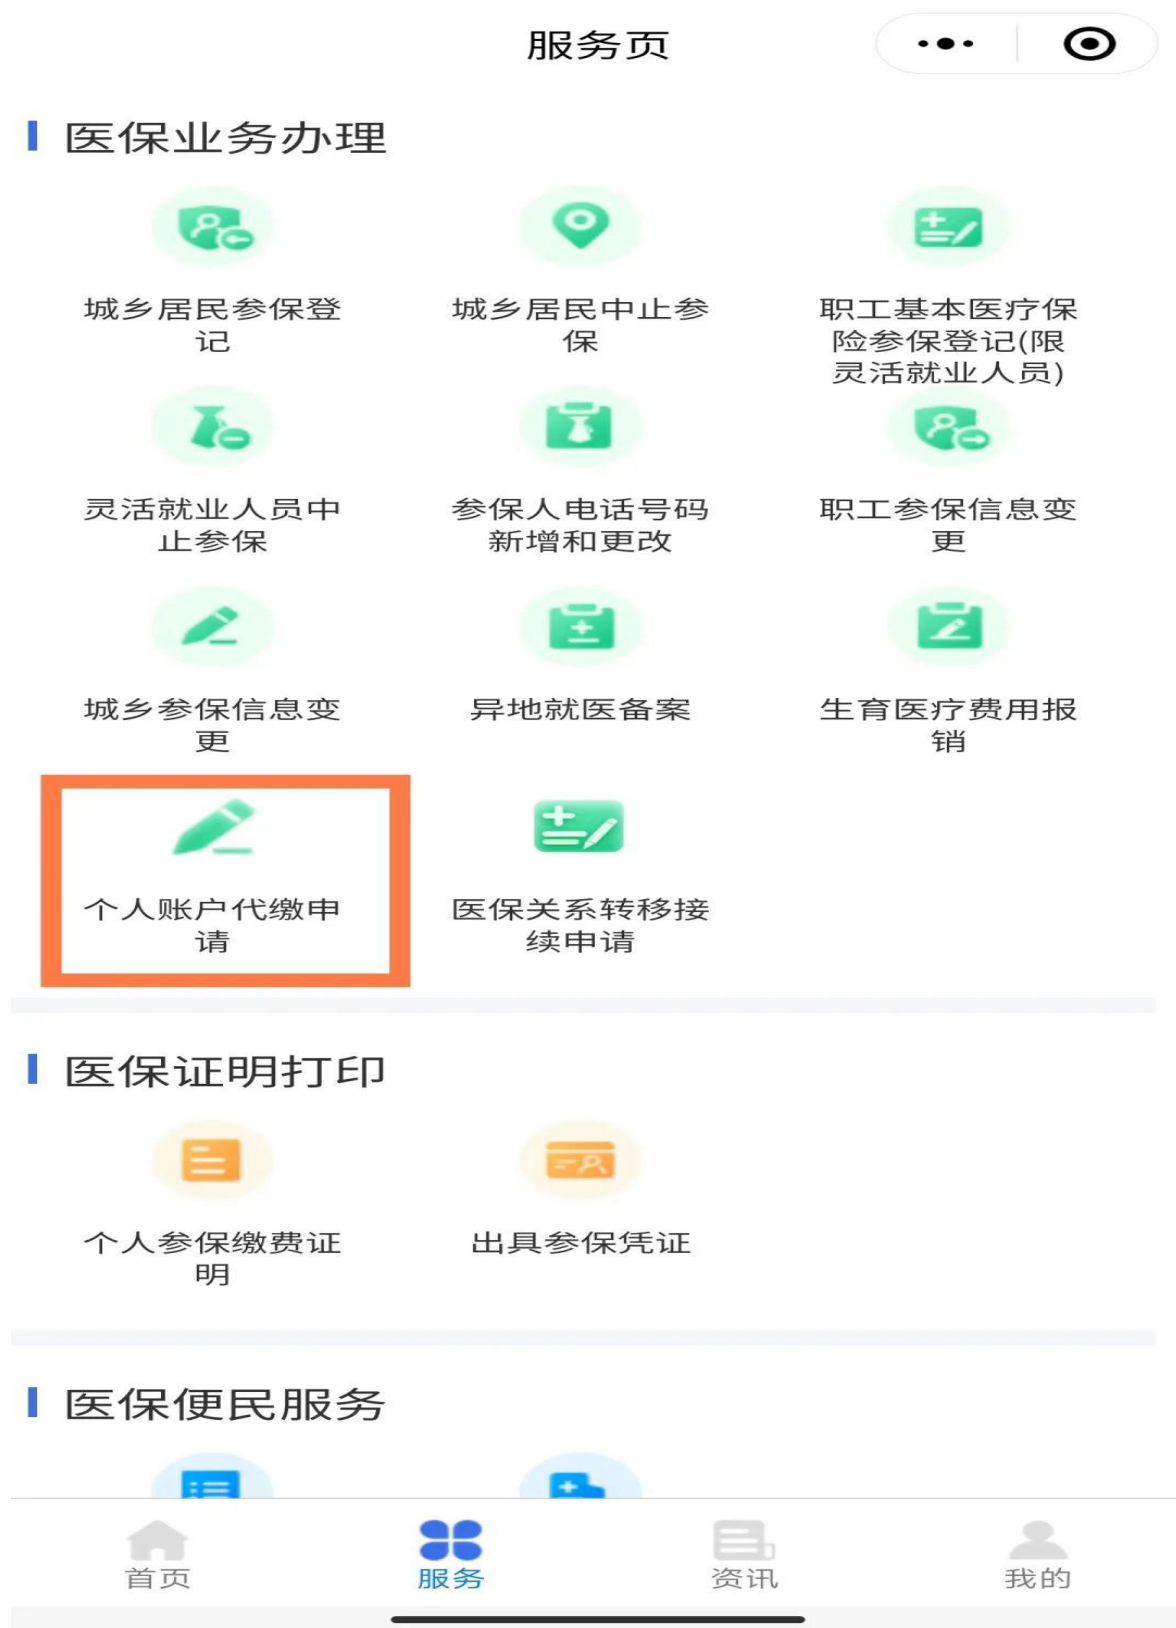 服务页
医保业务办理
城乡居民参保登
记
城乡居民中止参
保
职工基本医疗保
险参保登记(限
灵活就业人员)
灵活就业人员中
止参保
参保人电话号码
新增和更改
职工参保信息变
更
城乡参保信息变
更
异地就医备案
生育医疗费用报
销
个人账户代缴申
请
医保关系转移接
续申请
医保证明打印
个人参保缴费证
明
出具参保凭证
医保便民服务
首页
服务
资讯
我的